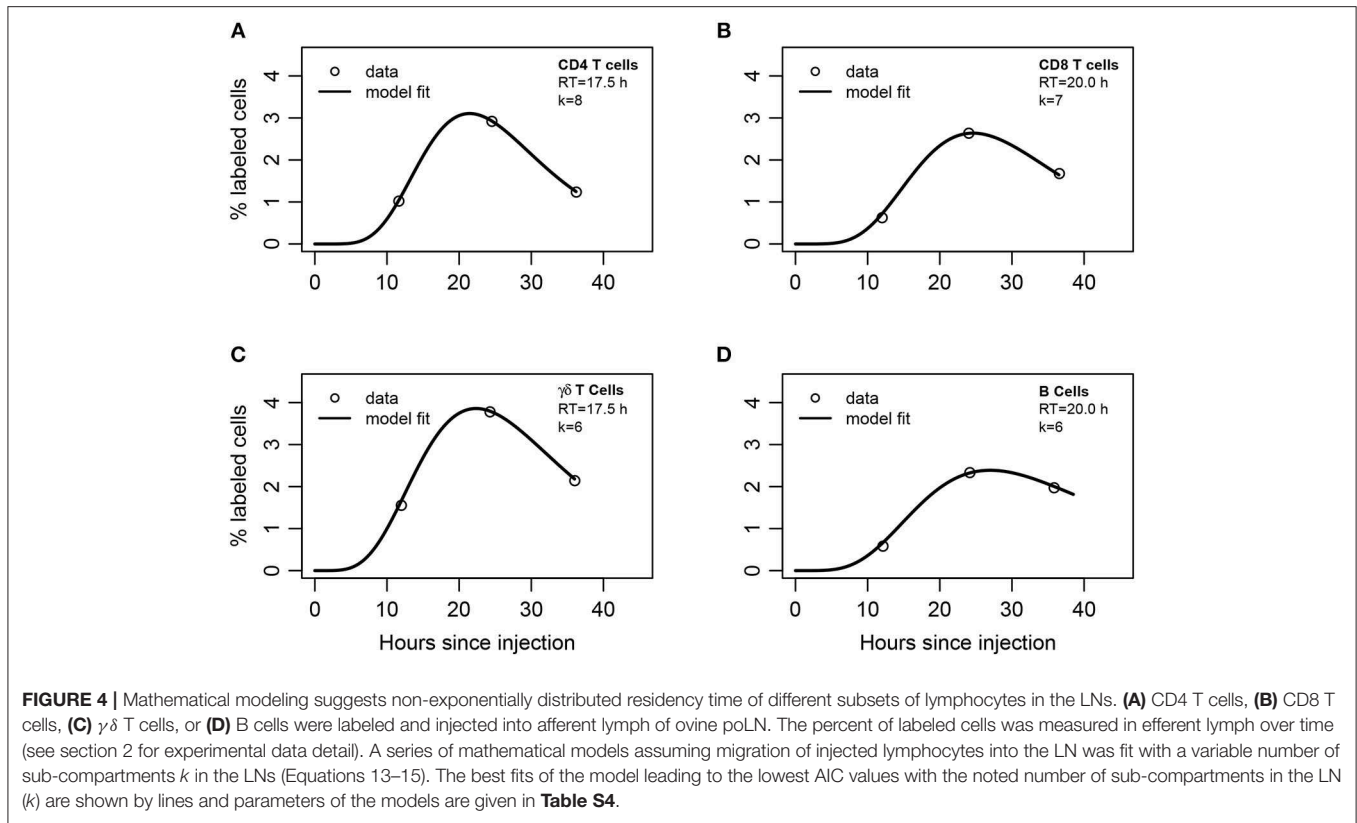 A
data
model fit
CD4 T cells
RT=17.5 h
k=8
% labeled cells
0 1 2 3 4
0 10 20 30 40
B
data
model fit
CD8 T cells
RT=20.0 h
k=7
0 1 2 3 4
0 10 20 30 40
C
data
model fit
γδ T Cells
RT=17.5 h
k=6
% labeled cells
0 1 2 3 4
0 10 20 30 40
Hours since injection
D
data
model fit
B Cells
RT=20.0 h
k=6
0 1 2 3 4
0 10 20 30 40
Hours since injection
FIGURE 4 | Mathematical modeling suggests non-exponentially distributed residency time of different subsets of lymphocytes in the LNs. (A) CD4 T cells, (B) CD8 T
cells, (C) γδ T cells, or (D) B cells were labeled and injected into afferent lymph of ovine poLN. The percent of labeled cells was measured in efferent lymph over time
(see section 2 for experimental data detail). A series of mathematical models assuming migration of injected lymphocytes into the LN was fit with a variable number of
sub-compartments k in the LNs (Equations 13–15). The best fits of the model leading to the lowest AIC values with the noted number of sub-compartments in the LN
(k) are shown by lines and parameters of the models are given in Table S4.